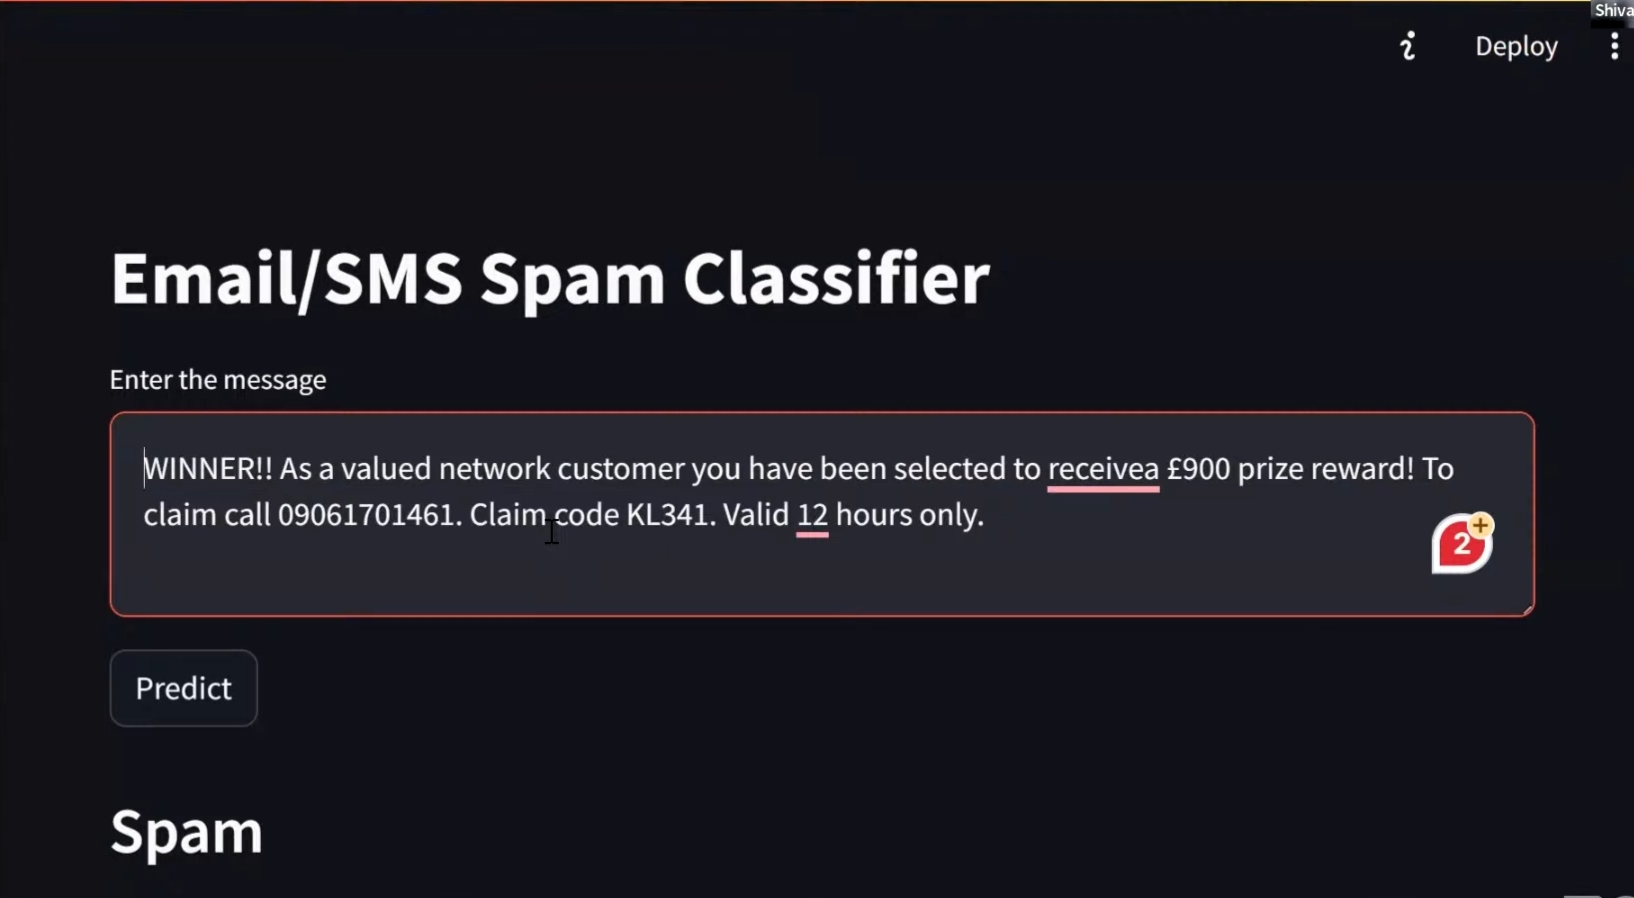 Shiva
Deploy
Email/SMS Spam Classifier
Enter the message
WINNER!! As a valued network customer you have been selected to receivea £900 prize reward! To
claim call 09061701461. Claim code KL341. Valid 12 hours only.
2
Predict
Spam